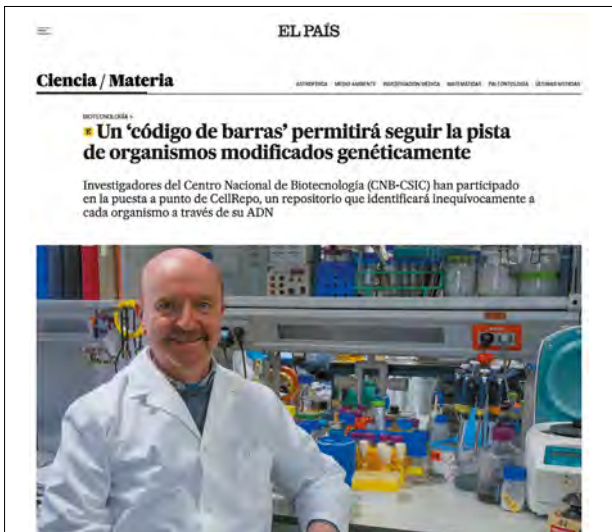 EL PAÍS
Ciencia / Materia
ASTROFÍSICA MEDIO AMBIENTE INVESTIGACIÓN MÉDICA MATEMÁTICAS PALEONTOLOGÍA ÚLTIMAS NOTICIAS
BIOTECNOLOGÍA >
E Un ‘código de barras’ permitirá seguir la pista
de organismos modificados genéticamente
Investigadores del Centro Nacional de Biotecnología (CNB-CSIC) han participado
en la puesta a punto de CellRepo, un repositorio que identificará inequívocamente a
cada organismo a través de su ADN